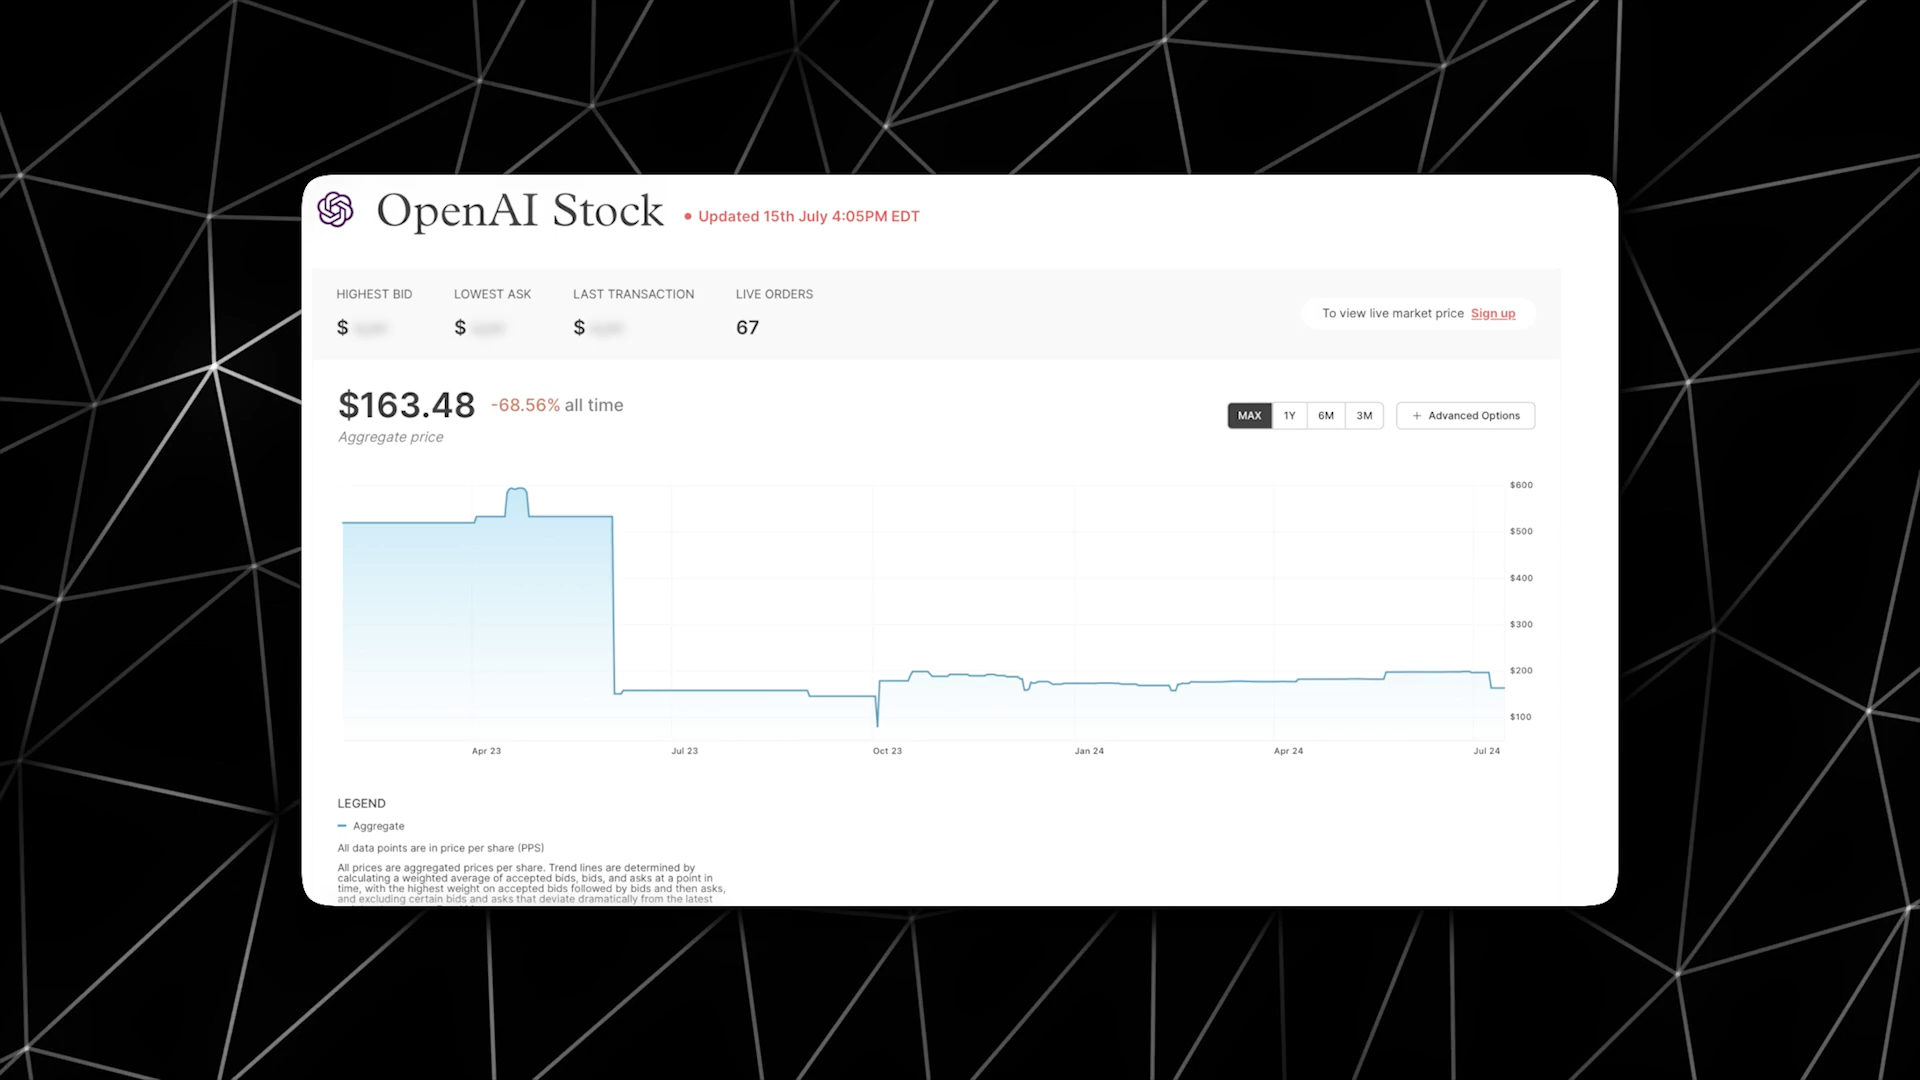 OpenAI Stock
• Updated 15th July 4:05PM EDT
HIGHEST BID
LOWEST ASK
LAST TRANSACTION
LIVE ORDERS
$
$
$
67
To view live market price Sign up
$163.48 -68.56% all time
Aggregate price
MAX 1Y 6M 3M
+ Advanced Options
$600
$500
$400
$300
$200
$100
Apr 23
Jul 23
Oct 23
Jan 24
Apr 24
Jul 24
LEGEND
Aggregate
All data points are in price per share (PPS)
All prices are aggregated prices per share. Trend lines are determined by
calculating a weighted average of accepted bids, bids, and asks at a point in
time, with the highest weight on accepted bids followed by bids and then asks,
and excluding certain bids and asks that deviate dramatically from the latest